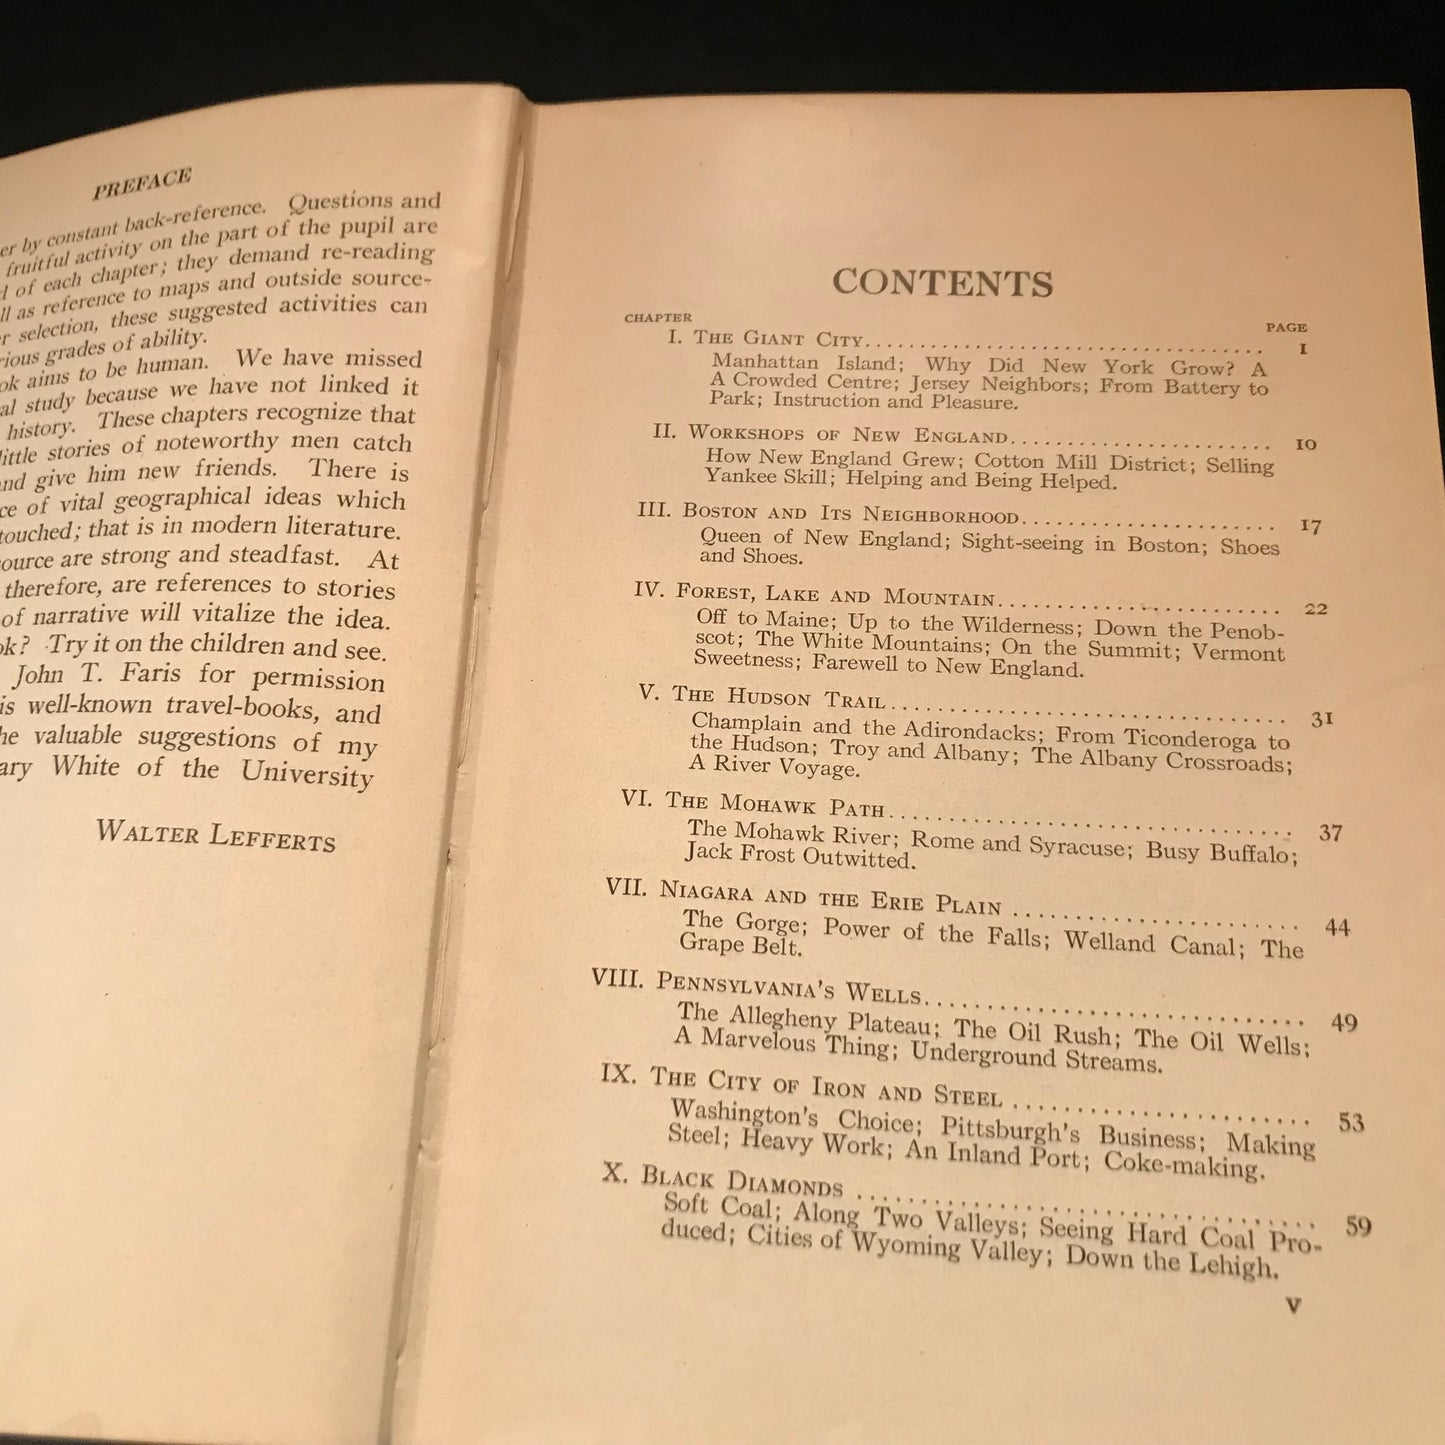 PREFACE
er by constant back-reference. Questions and
fruitful activity on the part of the pupil are
of each chapter; they demand re-reading
ll as reference to maps and outside source-
r selection, these suggested activities can
rious grades of ability.
ok aims to be human. We have missed
al study because we have not linked it
history. These chapters recognize that
little stories of noteworthy men catch
nd give him new friends. There is
ce of vital geographical ideas which
touched; that is in modern literature.
ource are strong and steadfast. At
therefore, are references to stories
of narrative will vitalize the idea.
ok? Try it on the children and see.
John T. Faris for permission
is well-known travel-books, and
he valuable suggestions of my
ary White of the University
WALTER LEFFERTS
CONTENTS
CHAPTER PAGE
I. THE GIANT CITY 1
Manhattan Island; Why Did New York Grow? A
A Crowded Centre; Jersey Neighbors; From Battery to
Park; Instruction and Pleasure.
II. WORKSHOPS OF NEW ENGLAND 10
How New England Grew; Cotton Mill District; Selling
Yankee Skill; Helping and Being Helped.
III. BOSTON AND ITS NEIGHBORHOOD 17
Queen of New England; Sight-seeing in Boston; Shoes
and Shoes.
IV. FOREST, LAKE AND MOUNTAIN 22
Off to Maine; Up to the Wilderness; Down the Penob-
scot; The White Mountains; On the Summit; Vermont
Sweetness; Farewell to New England.
V. THE HUDSON TRAIL 31
Champlain and the Adirondacks; From Ticonderoga to
the Hudson; Troy and Albany; The Albany Crossroads;
A River Voyage.
VI. THE MOHAWK PATH 37
The Mohawk River; Rome and Syracuse; Busy Buffalo;
Jack Frost Outwitted.
VII. NIAGARA AND THE ERIE PLAIN 44
The Gorge; Power of the Falls; Welland Canal; The
Grape Belt.
VIII. PENNSYLVANIA'S WELLS 49
The Allegheny Plateau; The Oil Rush; The Oil Wells;
A Marvelous Thing; Underground Streams.
IX. THE CITY OF IRON AND STEEL 53
Washington's Choice; Pittsburgh's Business; Making
Steel; Heavy Work; An Inland Port; Coke-making.
X. BLACK DIAMONDS 59
Soft Coal; Along Two Valleys; Seeing Hard Coal Pro-
duced; Cities of Wyoming Valley; Down the Lehigh.
v